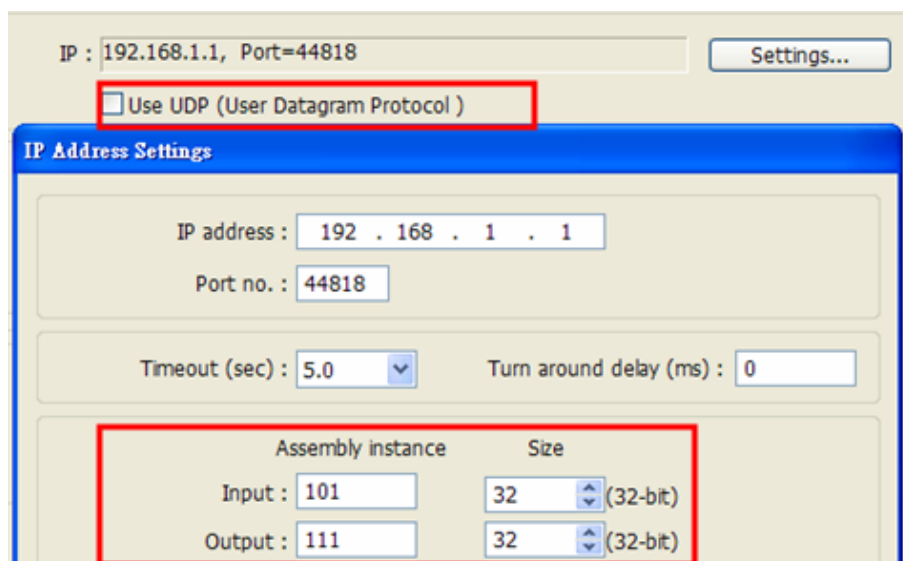 IP : 192.168.1.1, Port=44818 Settings...
Use UDP (User Datagram Protocol )
IP Address Settings
IP address : 192 . 168 . 1 . 1
Port no. : 44818
Timeout (sec) : 5.0 Turn around delay (ms) : 0
Assembly instance Size
Input : 101 32 (32-bit)
Output : 111 32 (32-bit)